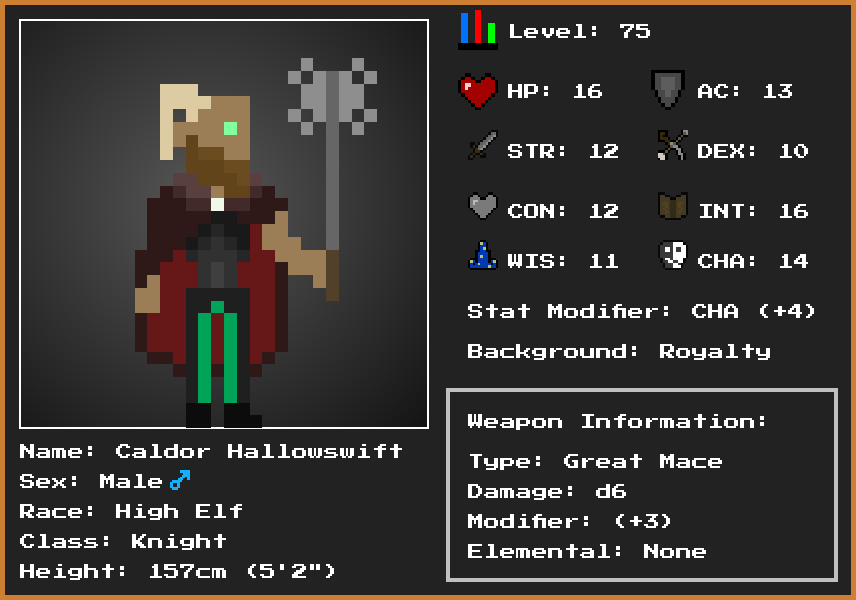 Level: 75
HP: 16
AC: 13
STR: 12
DEX: 10
CON: 12
INT: 16
WIS: 11
CHA: 14
Stat Modifier: CHA (+4)
Background: Royalty
Weapon Information:
Type: Great Mace
Damage: d6
Modifier: (+3)
Elemental: None
Name: Caldor Hallowswift
Sex: Male ♂
Race: High Elf
Class: Knight
Height: 157cm (5'2")